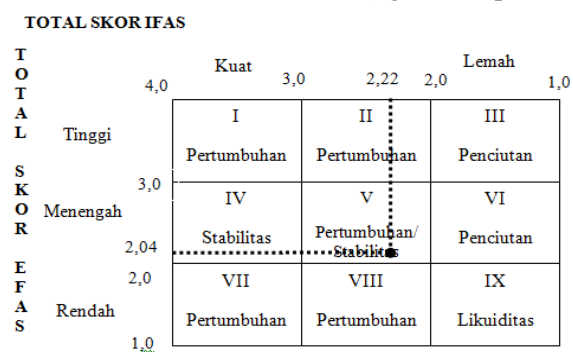 TOTAL SKOR IFAS
TOTAL SKOR EFAS
Kuat
Lemah
4,0
3,0
2,22
2,0
1,0
Tinggi
I
II
III
Pertumbuhan
Pertumbuhan
Penciutan
3,0
Menengah
IV
V
VI
Stabilitas
Pertumbuhan/
Stabilitas
Penciutan
2,04
2,0
Rendah
VII
VIII
IX
Pertumbuhan
Pertumbuhan
Likuiditas
1,0